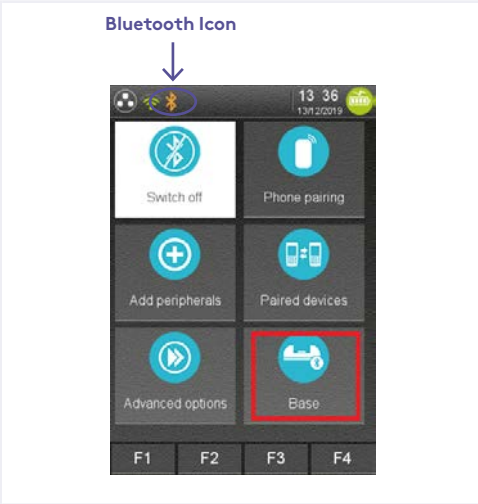 Bluetooth Icon
13 36
13/12/2019
Switch off
Phone pairing
Add peripherals
Paired devices
Advanced options
Base
F1 F2 F3 F4